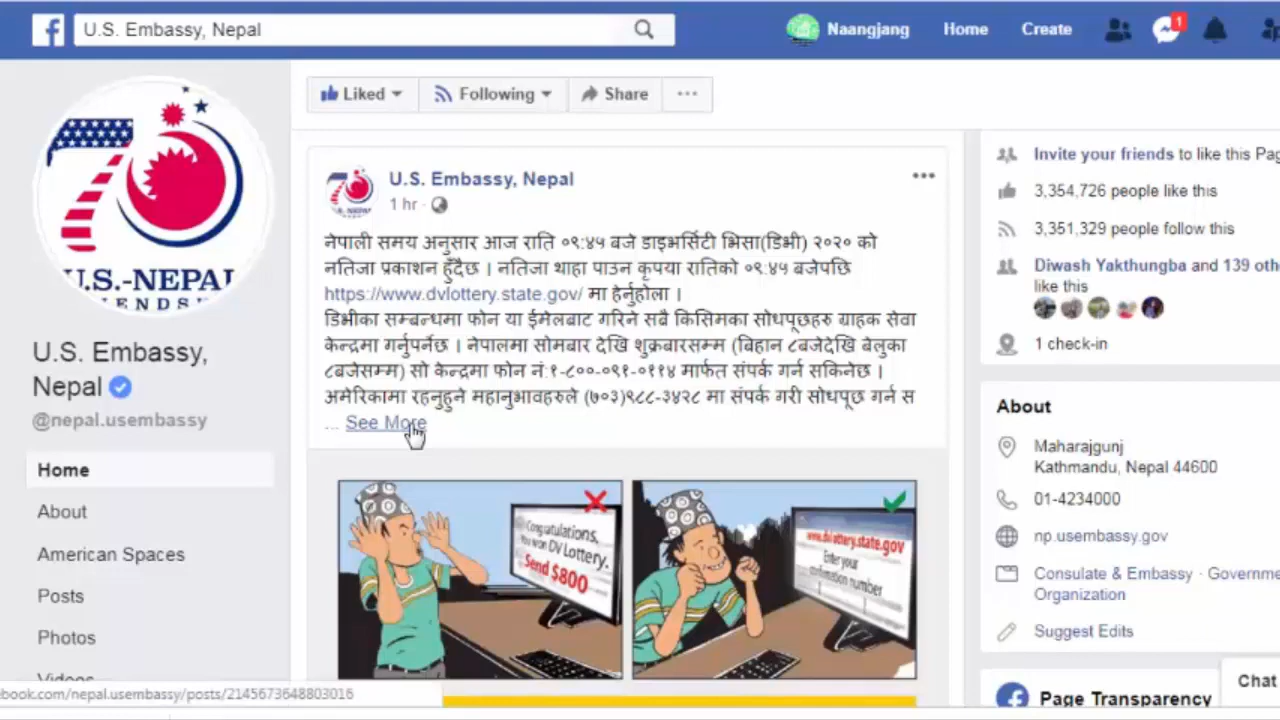 U.S. Embassy, Nepal
Naangjang
Home
Create
1
Liked
Following
Share
U.S.-NEPAL
U.S. Embassy,
Nepal
@nepal.usembassy
Home
About
American Spaces
Posts
Photos
Videos
U.S. Embassy, Nepal
1 hr
नेपाली समय अनुसार आज राति ०९:४५ बजे डाइभर्सिटी भिसा(डिभी) २०२० को
नतिजा प्रकाशन हुँदैछ । नतिजा थाहा पाउन कृपया रातिको ०९:४५ बजेपछि
https://www.dvlottery.state.gov/ मा हेर्नुहोला ।
डिभीका सम्बन्धमा फोन या ईमेलबाट गरिने सबै किसिमका सोधपूछहरु ग्राहक सेवा
केन्द्रमा गर्नुपर्नेछ । नेपालमा सोमबार देखि शुक्रबारसम्म (बिहान ८बजेदेखि बेलुका
८बजेसम्म) सो केन्द्रमा फोन नं:१-८००-०९१-०११४ मार्फत संपर्क गर्न सकिनेछ ।
अमेरिकामा रहनुहुने महानुभावहरुले (७०३)९८८-३४२८ मा संपर्क गरी सोधपूछ गर्न स
... See More
Congratulations,
You won DV Lottery.
Send $800
www.dvlottery.state.gov
Enter your
confirmation number
Invite your friends to like this Pag
3,354,726 people like this
3,351,329 people follow this
Diwash Yakthungba and 139 othe
like this
1 check-in
About
Maharajgunj
Kathmandu, Nepal 44600
01-4234000
np.usembassy.gov
Consulate & Embassy · Governme
Organization
Suggest Edits
Page Transparency
Chat
ebook.com/nepal.usembassy/posts/2145673648803016